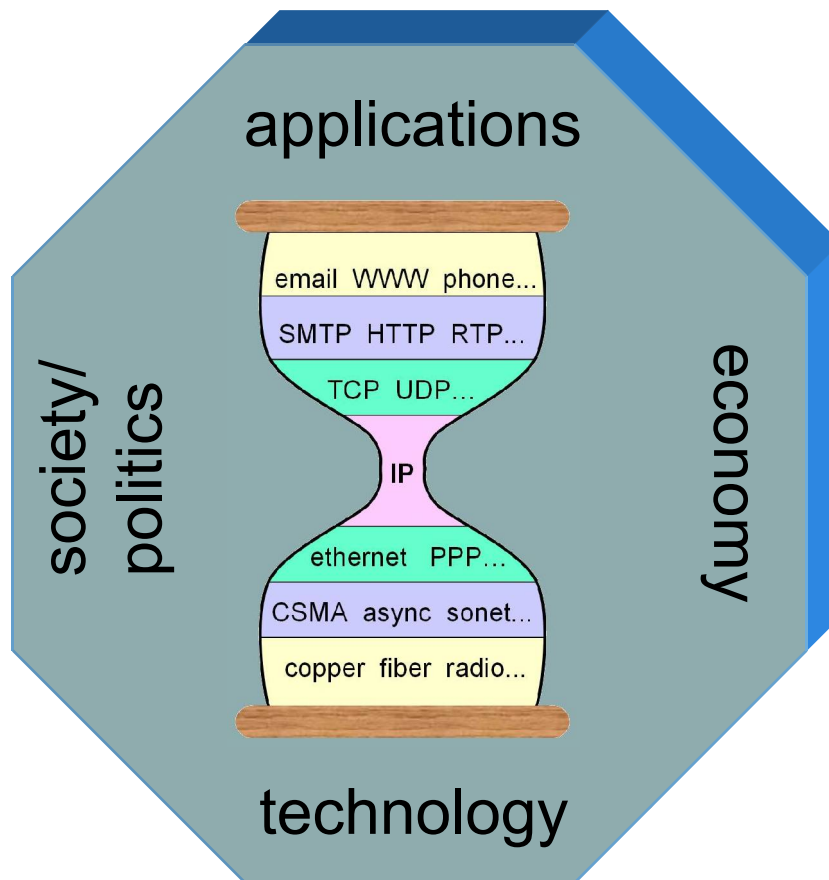 applications
email WWW phone...
SMTP HTTP RTP...
TCP UDP...
IP
ethernet PPP...
CSMA async sonet...
copper fiber radio...
society/
politics
economy
technology